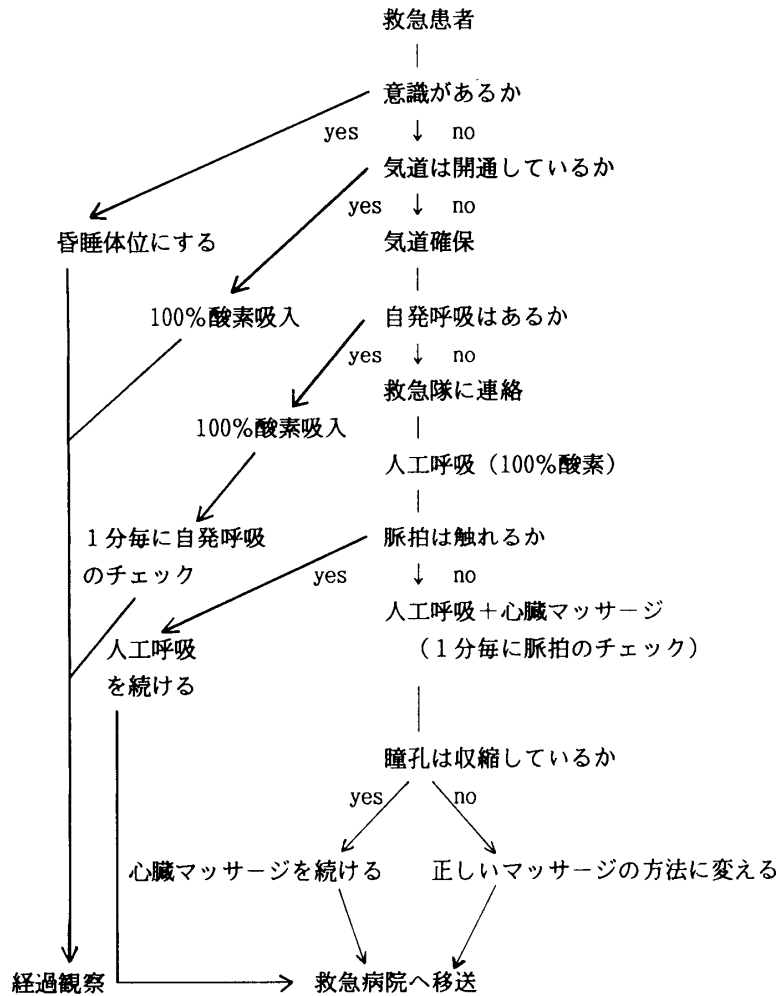 救急患者
意識があるか
yes ↓ no
気道は開通しているか
yes ↓ no
昏睡体位にする
気道確保
100％酸素吸入
自発呼吸はあるか
yes ↓ no
救急隊に連絡
100％酸素吸入
人工呼吸（100％酸素）
1分毎に自発呼吸
のチェック
脈拍は触れるか
yes ↓ no
人工呼吸＋心臓マッサージ
（1分毎に脈拍のチェック）
人工呼吸
を続ける
瞳孔は収縮しているか
yes no
心臓マッサージを続ける
正しいマッサージの方法に変える
経過観察
救急病院へ移送